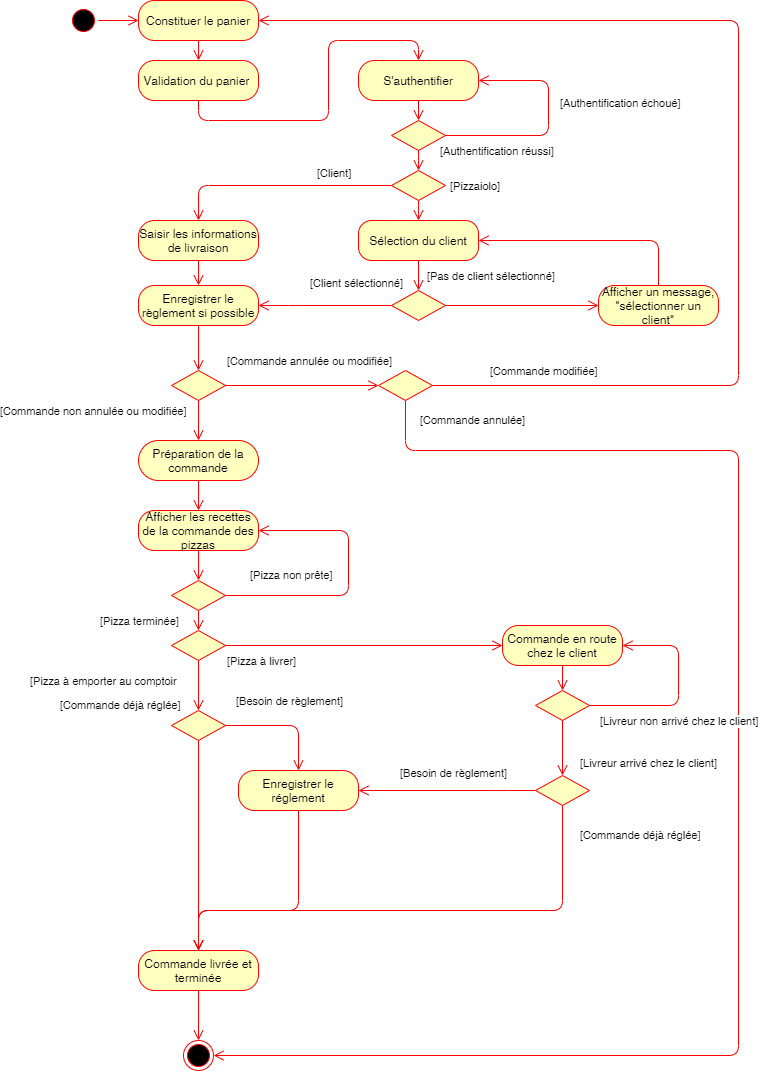 Constituer le panier
Validation du panier
S'authentifier
[Authentification échoué]
[Authentification réussi]
[Client]
[Pizzaiolo]
Saisir les informations
de livraison
Sélection du client
[Pas de client sélectionné]
[Client sélectionné]
Enregistrer le
règlement si possible
Afficher un message,
"sélectionner un
client"
[Commande annulée ou modifiée]
[Commande modifiée]
[Commande non annulée ou modifiée]
[Commande annulée]
Préparation de la
commande
Afficher les recettes
de la commande des
pizzas
[Pizza non prête]
[Pizza terminée]
Commande en route
chez le client
[Pizza à livrer]
[Pizza à emporter au comptoir
[Commande déjà réglée]
[Besoin de règlement]
[Livreur non arrivé chez le client]
[Livreur arrivé chez le client]
[Besoin de règlement]
Enregistrer le
réglement
[Commande déjà réglée]
Commande livrée et
terminée